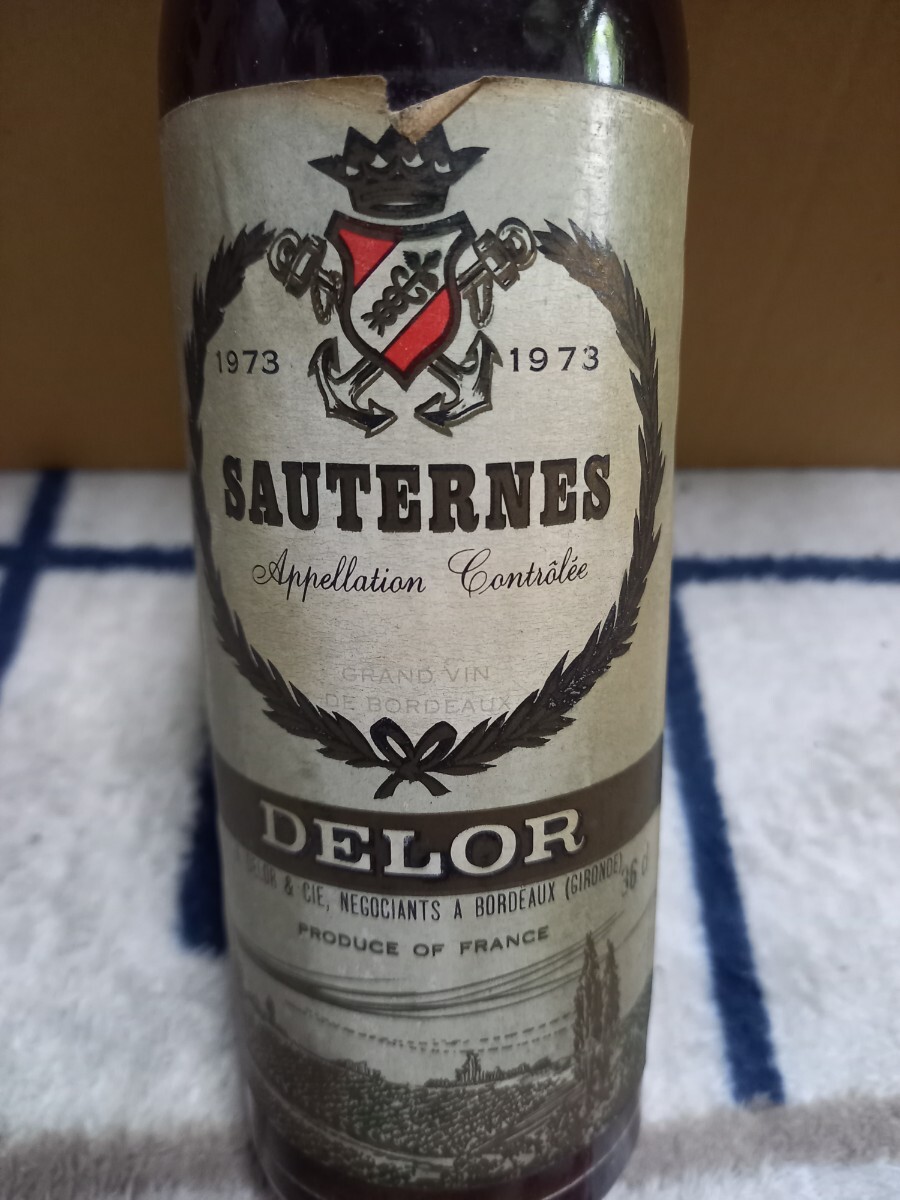 1973 1973
SAUTERNES
Appellation Contrôlée
GRAND VIN
DE BORDEAUX
DELOR
DELOR & CIE, NEGOCIANTS A BORDEAUX (GIRONDE)
36 cl
PRODUCE OF FRANCE